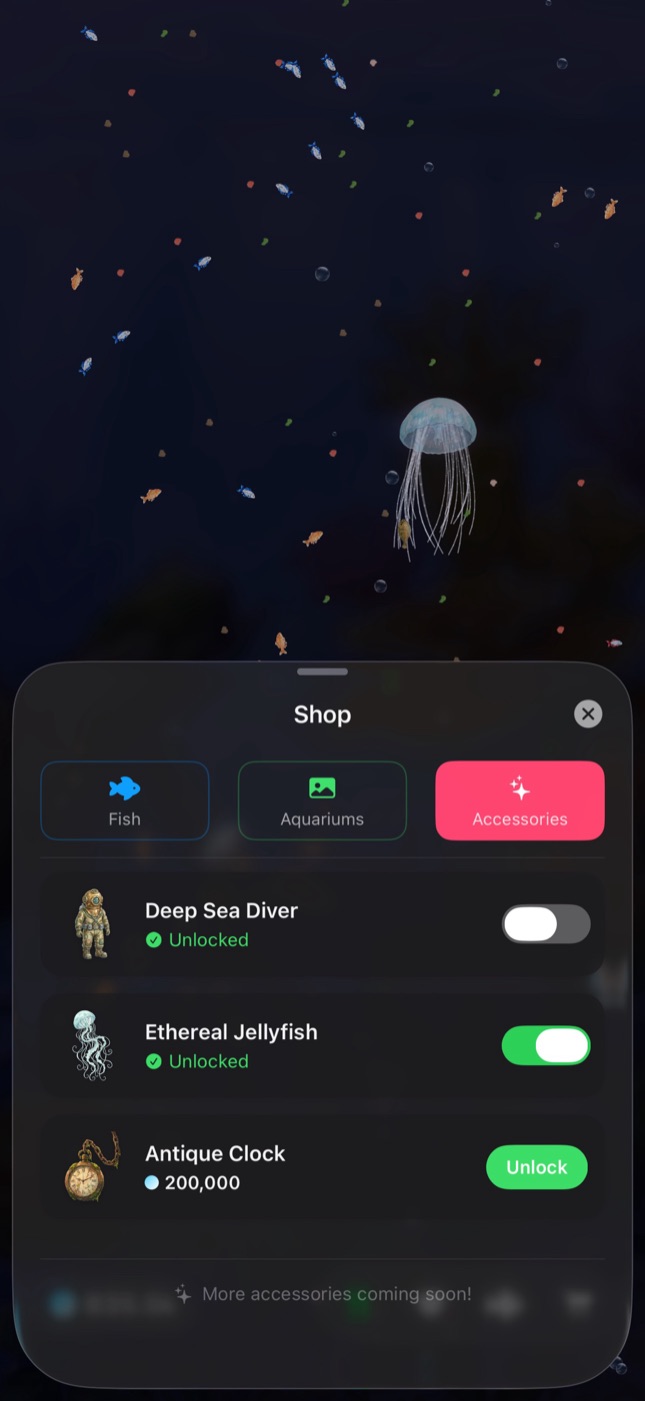 Shop
Fish
Aquariums
Accessories
Deep Sea Diver
Unlocked
Ethereal Jellyfish
Unlocked
Antique Clock
200,000
Unlock
More accessories coming soon!